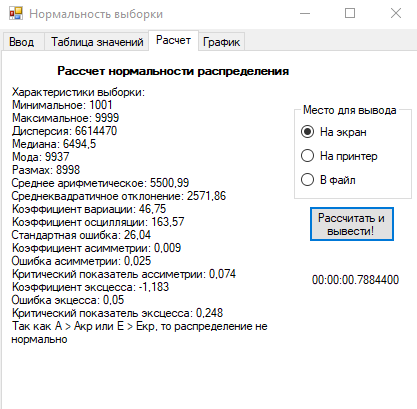 Нормальность выборки
Ввод Таблица значений Расчет График
Рассчет нормальности распределения
Характеристики выборки:
Минимальное: 1001
Максимальное: 9999
Дисперсия: 6614470
Медиана: 6494,5
Мода: 9937
Размах: 8998
Среднее арифметическое: 5500,99
Среднеквадратичное отклонение: 2571,86
Коэффициент вариации: 46,75
Коэффициент осцилляции: 163,57
Стандартная ошибка: 26,04
Коэффициент асимметрии: 0,009
Ошибка асимметрии: 0,025
Критический показатель ассиметрии: 0,074
Коэффициент эксцесса: -1,183
Ошибка эксцесса: 0,05
Критический показатель эксцесса: 0,248
Так как А > Акр или Е > Екр, то распределение не
нормально
Место для вывода
На экран
На принтер
В файл
Рассчитать и
вывести!
00:00:00.7884400